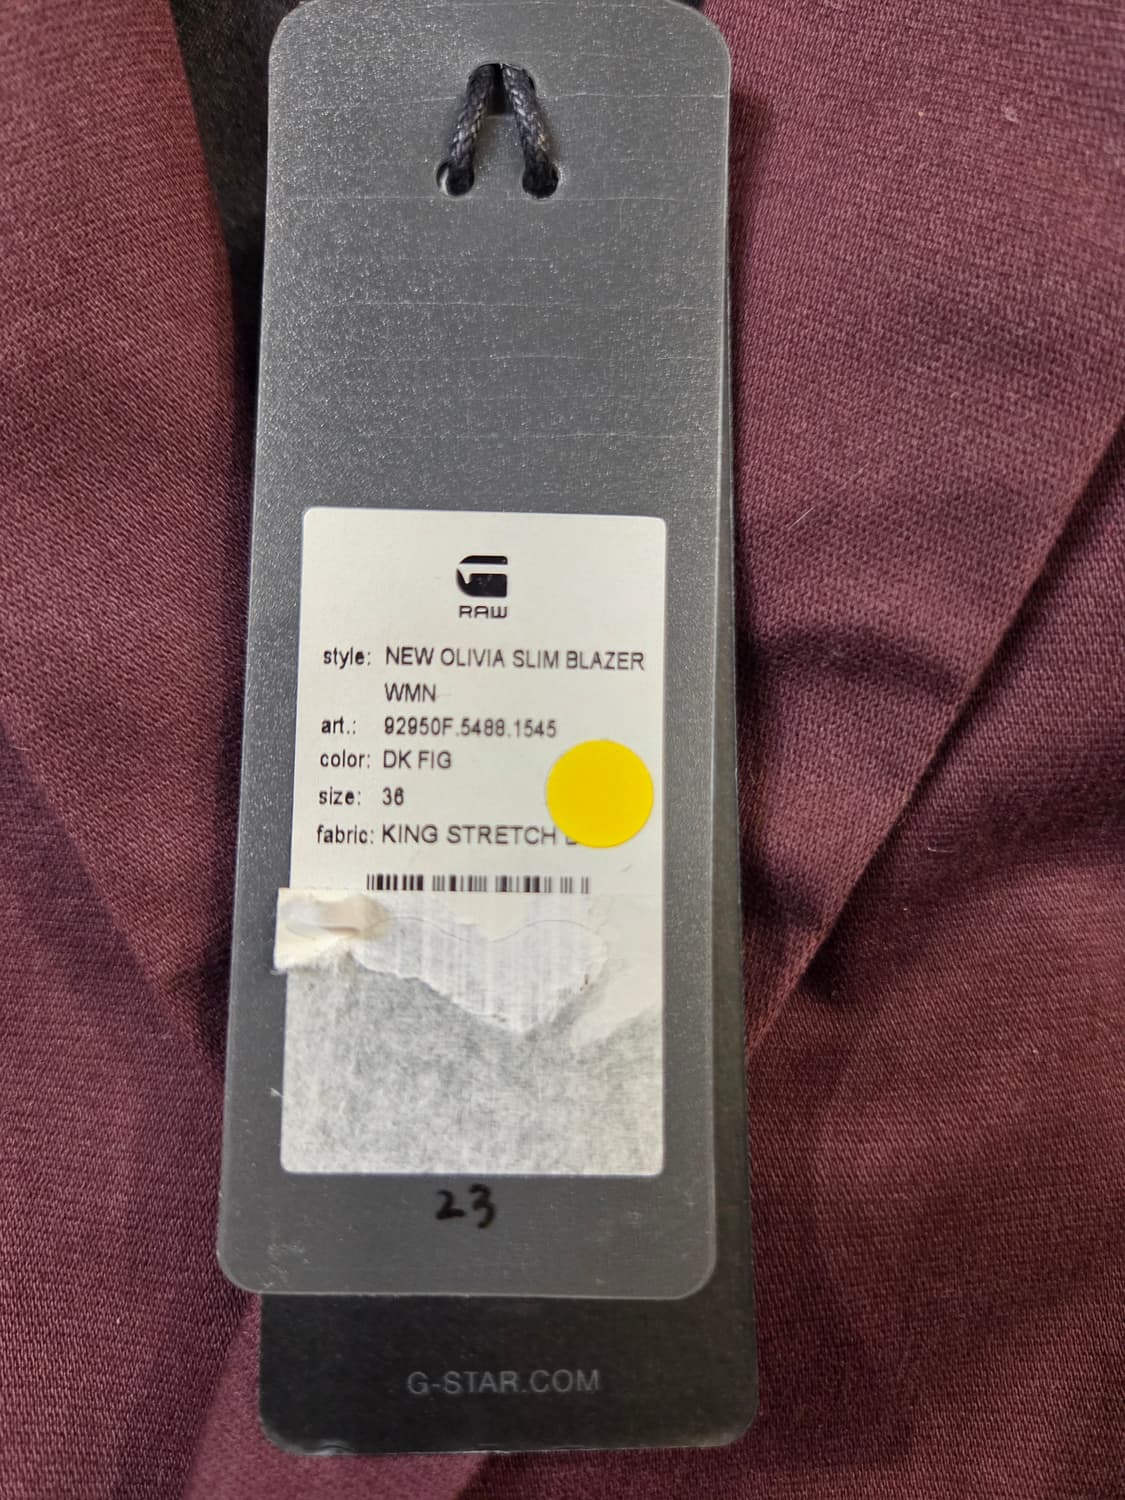 RAW
style: NEW OLIVIA SLIM BLAZER
WMN
art.: 92950F.5488.1545
color: DK FIG
size: 36
fabric: KING STRETCH
23
G-STAR.COM